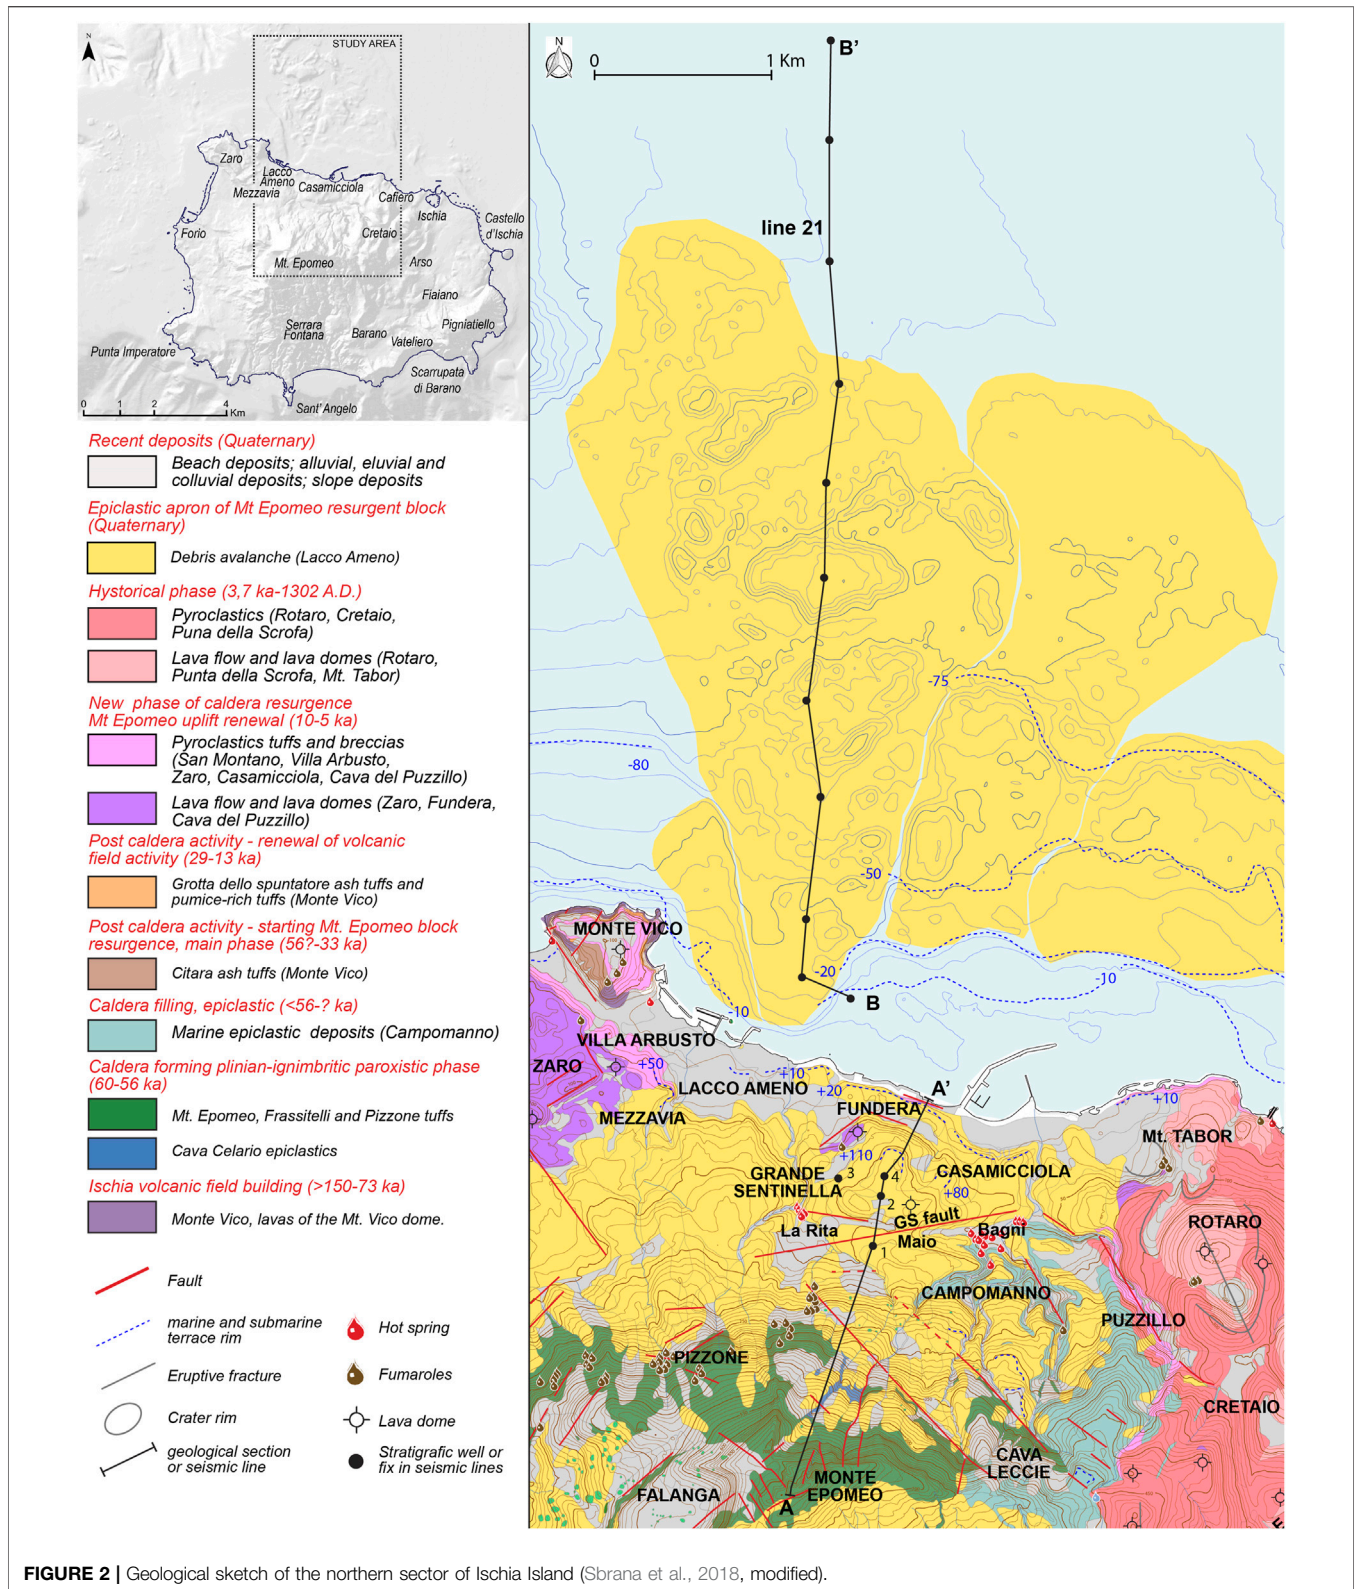 N
STUDY AREA
Zaro
Lacco
Ameno
Mezzavia
Casamicciola
Cafiero
Ischia
Castello
d'Ischia
Forio
Cretaio
Mt. Epomeo
Arso
Fiaiano
Serrara
Fontana
Barano
Vateliero
Pigniatiello
Punta Imperatore
Scarrupata
di Barano
Sant' Angelo
0 1 2 4 Km
Recent deposits (Quaternary)
Beach deposits; alluvial, eluvial and
colluvial deposits; slope deposits
Epiclastic apron of Mt Epomeo resurgent block
(Quaternary)
Debris avalanche (Lacco Ameno)
Hystorical phase (3,7 ka-1302 A.D.)
Pyroclastics (Rotaro, Cretaio,
Puna della Scrofa)
Lava flow and lava domes (Rotaro,
Punta della Scrofa, Mt. Tabor)
New phase of caldera resurgence
Mt Epomeo uplift renewal (10-5 ka)
Pyroclastics tuffs and breccias
(San Montano, Villa Arbusto,
Zaro, Casamicciola, Cava del Puzzillo)
Lava flow and lava domes (Zaro, Fundera,
Cava del Puzzillo)
Post caldera activity - renewal of volcanic
field activity (29-13 ka)
Grotta dello spuntatore ash tuffs and
pumice-rich tuffs (Monte Vico)
Post caldera activity - starting Mt. Epomeo block
resurgence, main phase (56?-33 ka)
Citara ash tuffs (Monte Vico)
Caldera filling, epiclastic (<56-? ka)
Marine epiclastic deposits (Campomanno)
Caldera forming plinian-ignimbritic paroxistic phase
(60-56 ka)
Mt. Epomeo, Frassitelli and Pizzone tuffs
Cava Celario epiclastics
Ischia volcanic field building (>150-73 ka)
Monte Vico, lavas of the Mt. Vico dome.
Fault
marine and submarine
terrace rim
Eruptive fracture
Crater rim
geological section
or seismic line
Hot spring
Fumaroles
Lava dome
Stratigrafic well or
fix in seismic lines
N
0 1 Km
B'
line 21
-75
-80
-50
-20
-10
B
-10
MONTE VICO
VILLA ARBUSTO
ZARO
+50
+10
LACCO AMENO
+20
A'
MEZZAVIA
FUNDERA
+10
Mt. TABOR
+110
GRANDE
SENTINELLA
3
4
CASAMICCIOLA
+80
2
GS fault
La Rita
Maio
Bagni
1
ROTARO
CAMPOMANNO
PUZZILLO
PIZZONE
CRETAIO
CAVA
LECCIE
MONTE
EPOMEO
FALANGA
A
FIGURE 2 | Geological sketch of the northern sector of Ischia Island (Sbrana et al., 2018, modified).